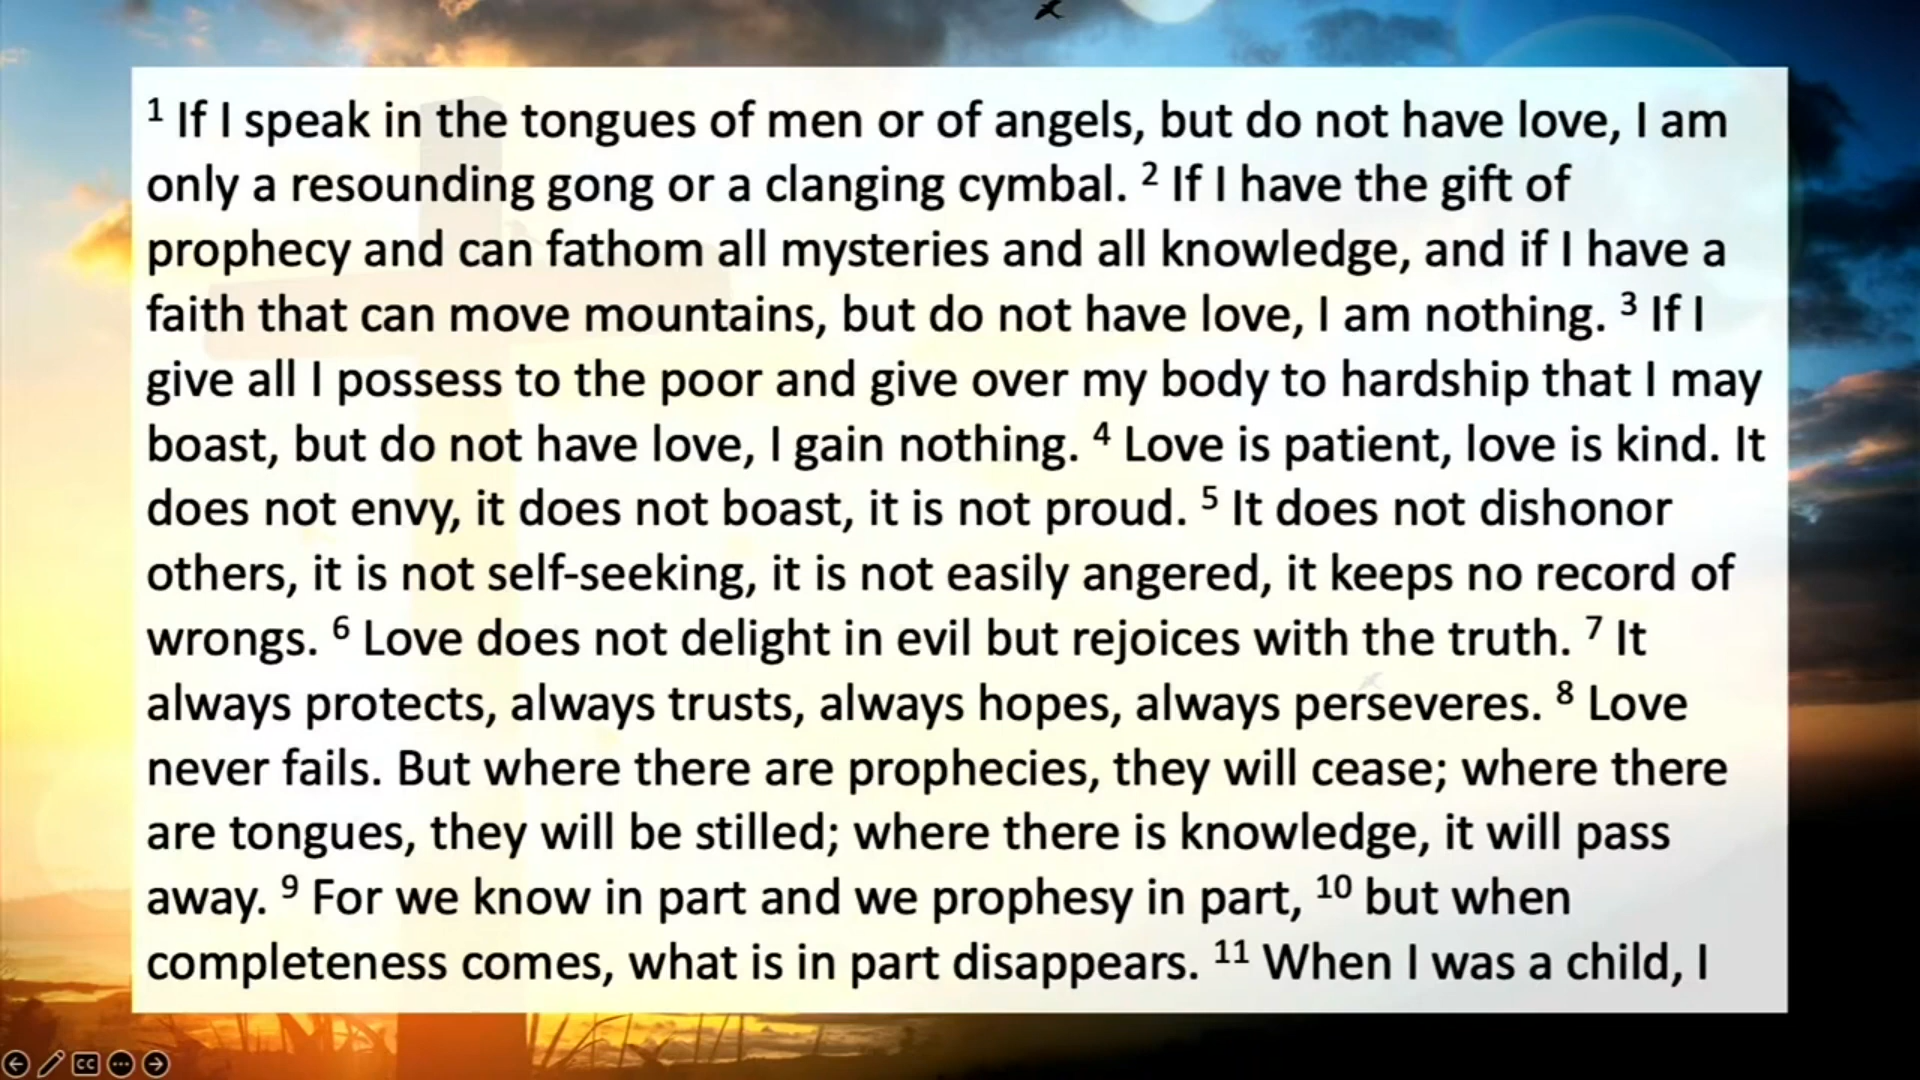 1 If I speak in the tongues of men or of angels, but do not have love, I am
only a resounding gong or a clanging cymbal. 2 If I have the gift of
prophecy and can fathom all mysteries and all knowledge, and if I have a
faith that can move mountains, but do not have love, I am nothing. 3 If I
give all I possess to the poor and give over my body to hardship that I may
boast, but do not have love, I gain nothing. 4 Love is patient, love is kind. It
does not envy, it does not boast, it is not proud. 5 It does not dishonor
others, it is not self-seeking, it is not easily angered, it keeps no record of
wrongs. 6 Love does not delight in evil but rejoices with the truth. 7 It
always protects, always trusts, always hopes, always perseveres. 8 Love
never fails. But where there are prophecies, they will cease; where there
are tongues, they will be stilled; where there is knowledge, it will pass
away. 9 For we know in part and we prophesy in part, 10 but when
completeness comes, what is in part disappears. 11 When I was a child, I
CC